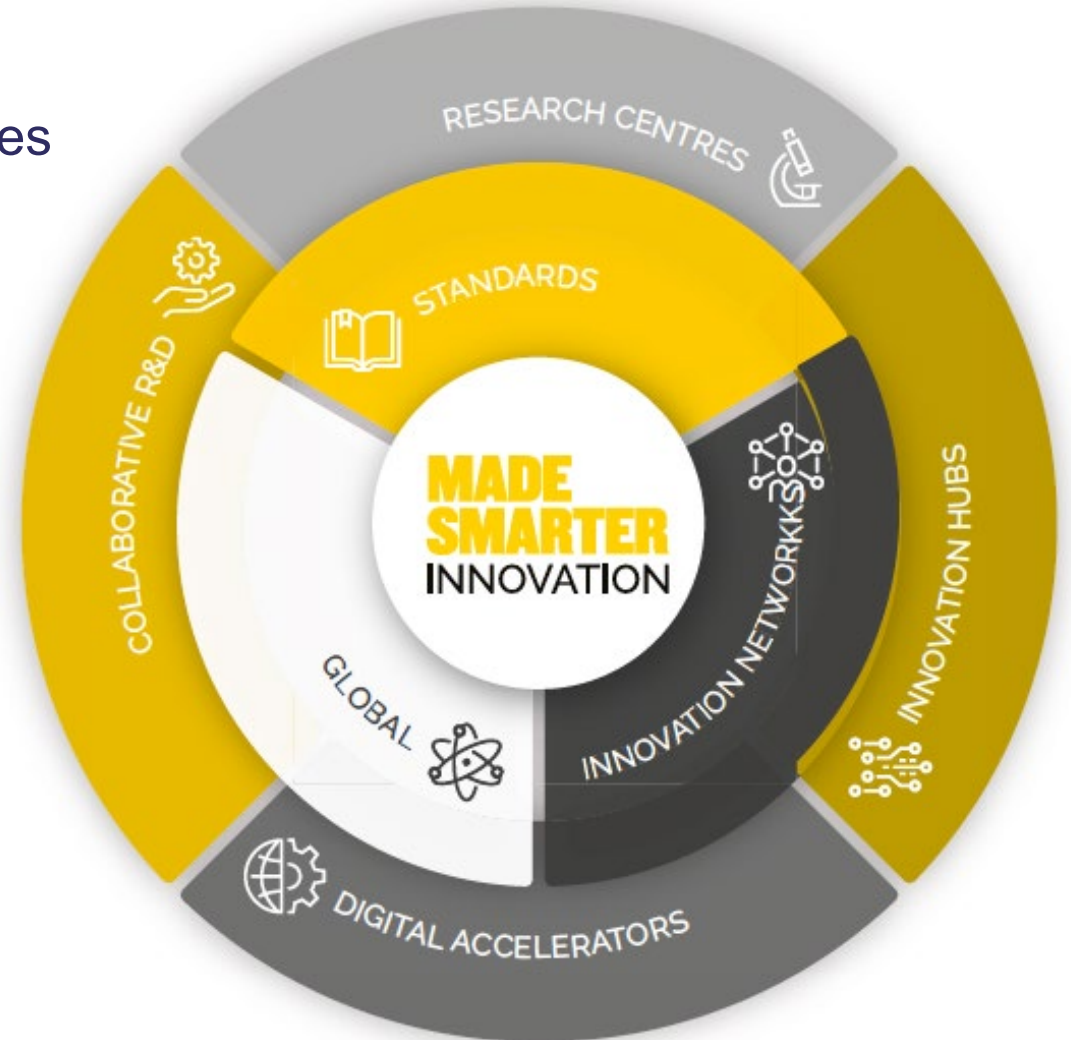 es
RESEARCH CENTRES
STANDARDS
COLLABORATIVE R&D
MADE
SMARTER
INNOVATION
INNOVATION HUBS
GLOBAL
INNOVATION NETWORKKS
DIGITAL ACCELERATORS